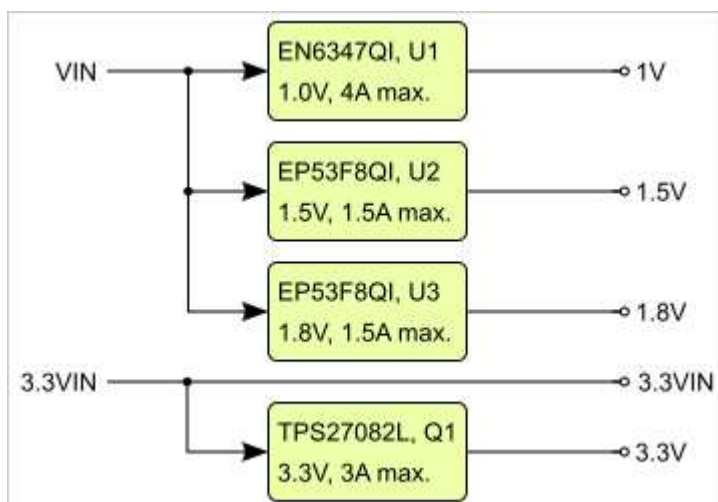 EN6347QI, U1
VIN
1.0V, 4A max.
1V
EP53F8QI, U2
1.5V, 1.5A max.
1.5V
EP53F8QI, U3
1.8V, 1.5A max.
1.8V
3.3VIN
3.3VIN
TPS27082L, Q1
3.3V, 3A max.
3.3V